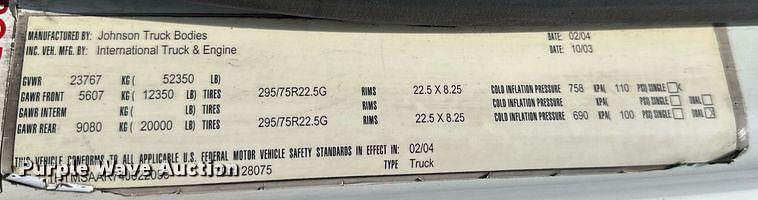 MANUFACTURED BY: Johnson Truck Bodies DATE: 02/04
INC. VEH. MFG. BY: International Truck & Engine DATE: 10/03
GVWR 23767 KG ( 52350 LB)
GAWR FRONT 5607 KG ( 12350 LB) TIRES 295/75R22.5G RIMS 22.5 X 8.25 COLD INFLATION PRESSURE 758 KPA( 110 PSI) SINGLE X
GAWR INTERM KG ( LB) TIRES RIMS COLD INFLATION PRESSURE KPA( PSI) SINGLE DUAL
GAWR REAR 9080 KG ( 20000 LB) TIRES 295/75R22.5G RIMS 22.5 X 8.25 COLD INFLATION PRESSURE 690 KPA( 100 PSI) SINGLE DUAL X
THIS VEHICLE CONFORMS TO ALL APPLICABLE U.S. FEDERAL MOTOR VEHICLE SAFETY STANDARDS IN EFFECT IN: 02/04
28075 TYPE Truck
Purple Wave Auction